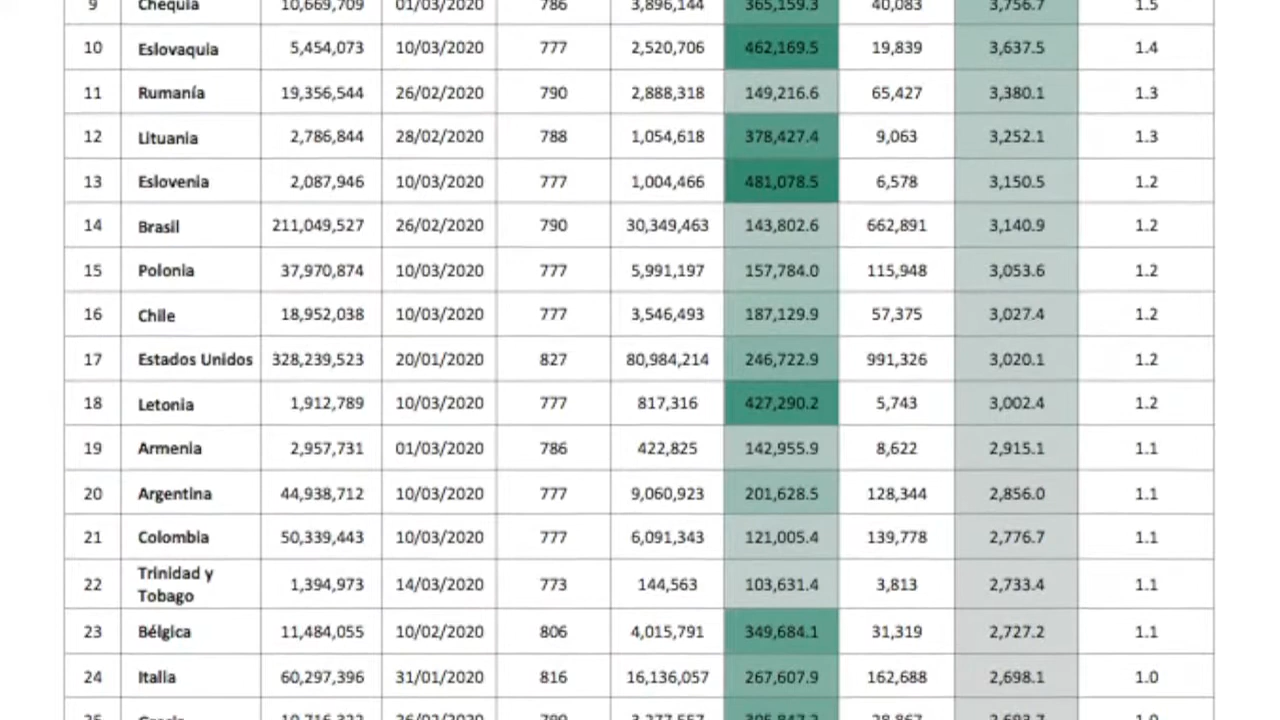 9 Chequia 10,669,709 01/03/2020 786 3,896,144 365,159.3 40,083 3,756.7 1.5
10 Eslovaquia 5,454,073 10/03/2020 777 2,520,706 462,169.5 19,839 3,637.5 1.4
11 Rumanía 19,356,544 26/02/2020 790 2,888,318 149,216.6 65,427 3,380.1 1.3
12 Lituania 2,786,844 28/02/2020 788 1,054,618 378,427.4 9,063 3,252.1 1.3
13 Eslovenia 2,087,946 10/03/2020 777 1,004,466 481,078.5 6,578 3,150.5 1.2
14 Brasil 211,049,527 26/02/2020 790 30,349,463 143,802.6 662,891 3,140.9 1.2
15 Polonia 37,970,874 10/03/2020 777 5,991,197 157,784.0 115,948 3,053.6 1.2
16 Chile 18,952,038 10/03/2020 777 3,546,493 187,129.9 57,375 3,027.4 1.2
17 Estados Unidos 328,239,523 20/01/2020 827 80,984,214 246,722.9 991,326 3,020.1 1.2
18 Letonia 1,912,789 10/03/2020 777 817,316 427,290.2 5,743 3,002.4 1.2
19 Armenia 2,957,731 01/03/2020 786 422,825 142,955.9 8,622 2,915.1 1.1
20 Argentina 44,938,712 10/03/2020 777 9,060,923 201,628.5 128,344 2,856.0 1.1
21 Colombia 50,339,443 10/03/2020 777 6,091,343 121,005.4 139,778 2,776.7 1.1
22 Trinidad y
Tobago 1,394,973 14/03/2020 773 144,563 103,631.4 3,813 2,733.4 1.1
23 Bélgica 11,484,055 10/02/2020 806 4,015,791 349,684.1 31,319 2,727.2 1.1
24 Italia 60,297,396 31/01/2020 816 16,136,057 267,607.9 162,688 2,698.1 1.0